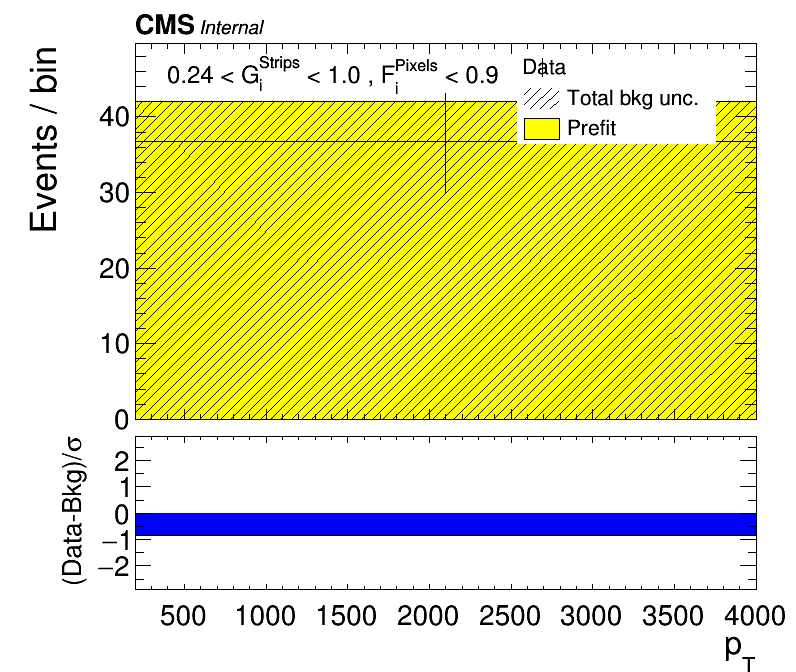 CMS Internal
0.24 < G_i^Strips < 1.0 , F_i^Pixels < 0.9
Data
Total bkg unc.
Prefit
Events / bin
40
30
20
10
0
(Data-Bkg)/σ
2
1
0
−1
−2
500 1000 1500 2000 2500 3000 3500 4000
p_T